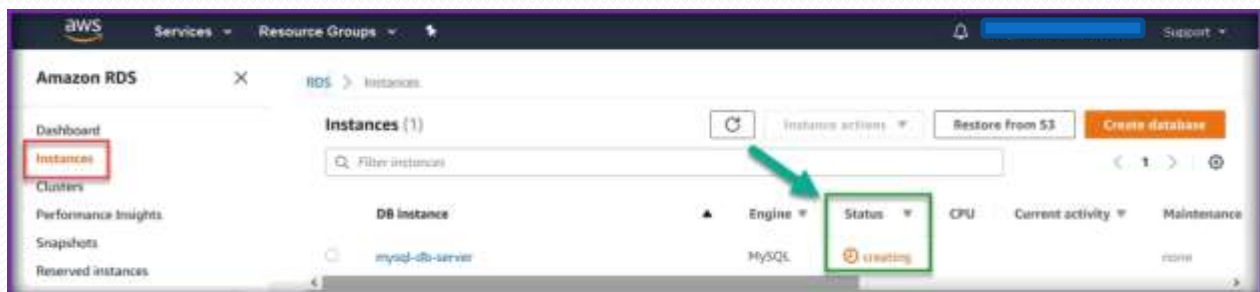 aws Services Resource Groups Support
Amazon RDS
RDS > Instances
Instances (1) Instance actions Restore from S3 Create database
Dashboard
Instances
Filter instances
< 1 >
Clusters
Performance Insights
DB instance Engine Status CPU Current activity Maintenance
Snapshots
mysql-db-server MySQL creating none
Reserved instances